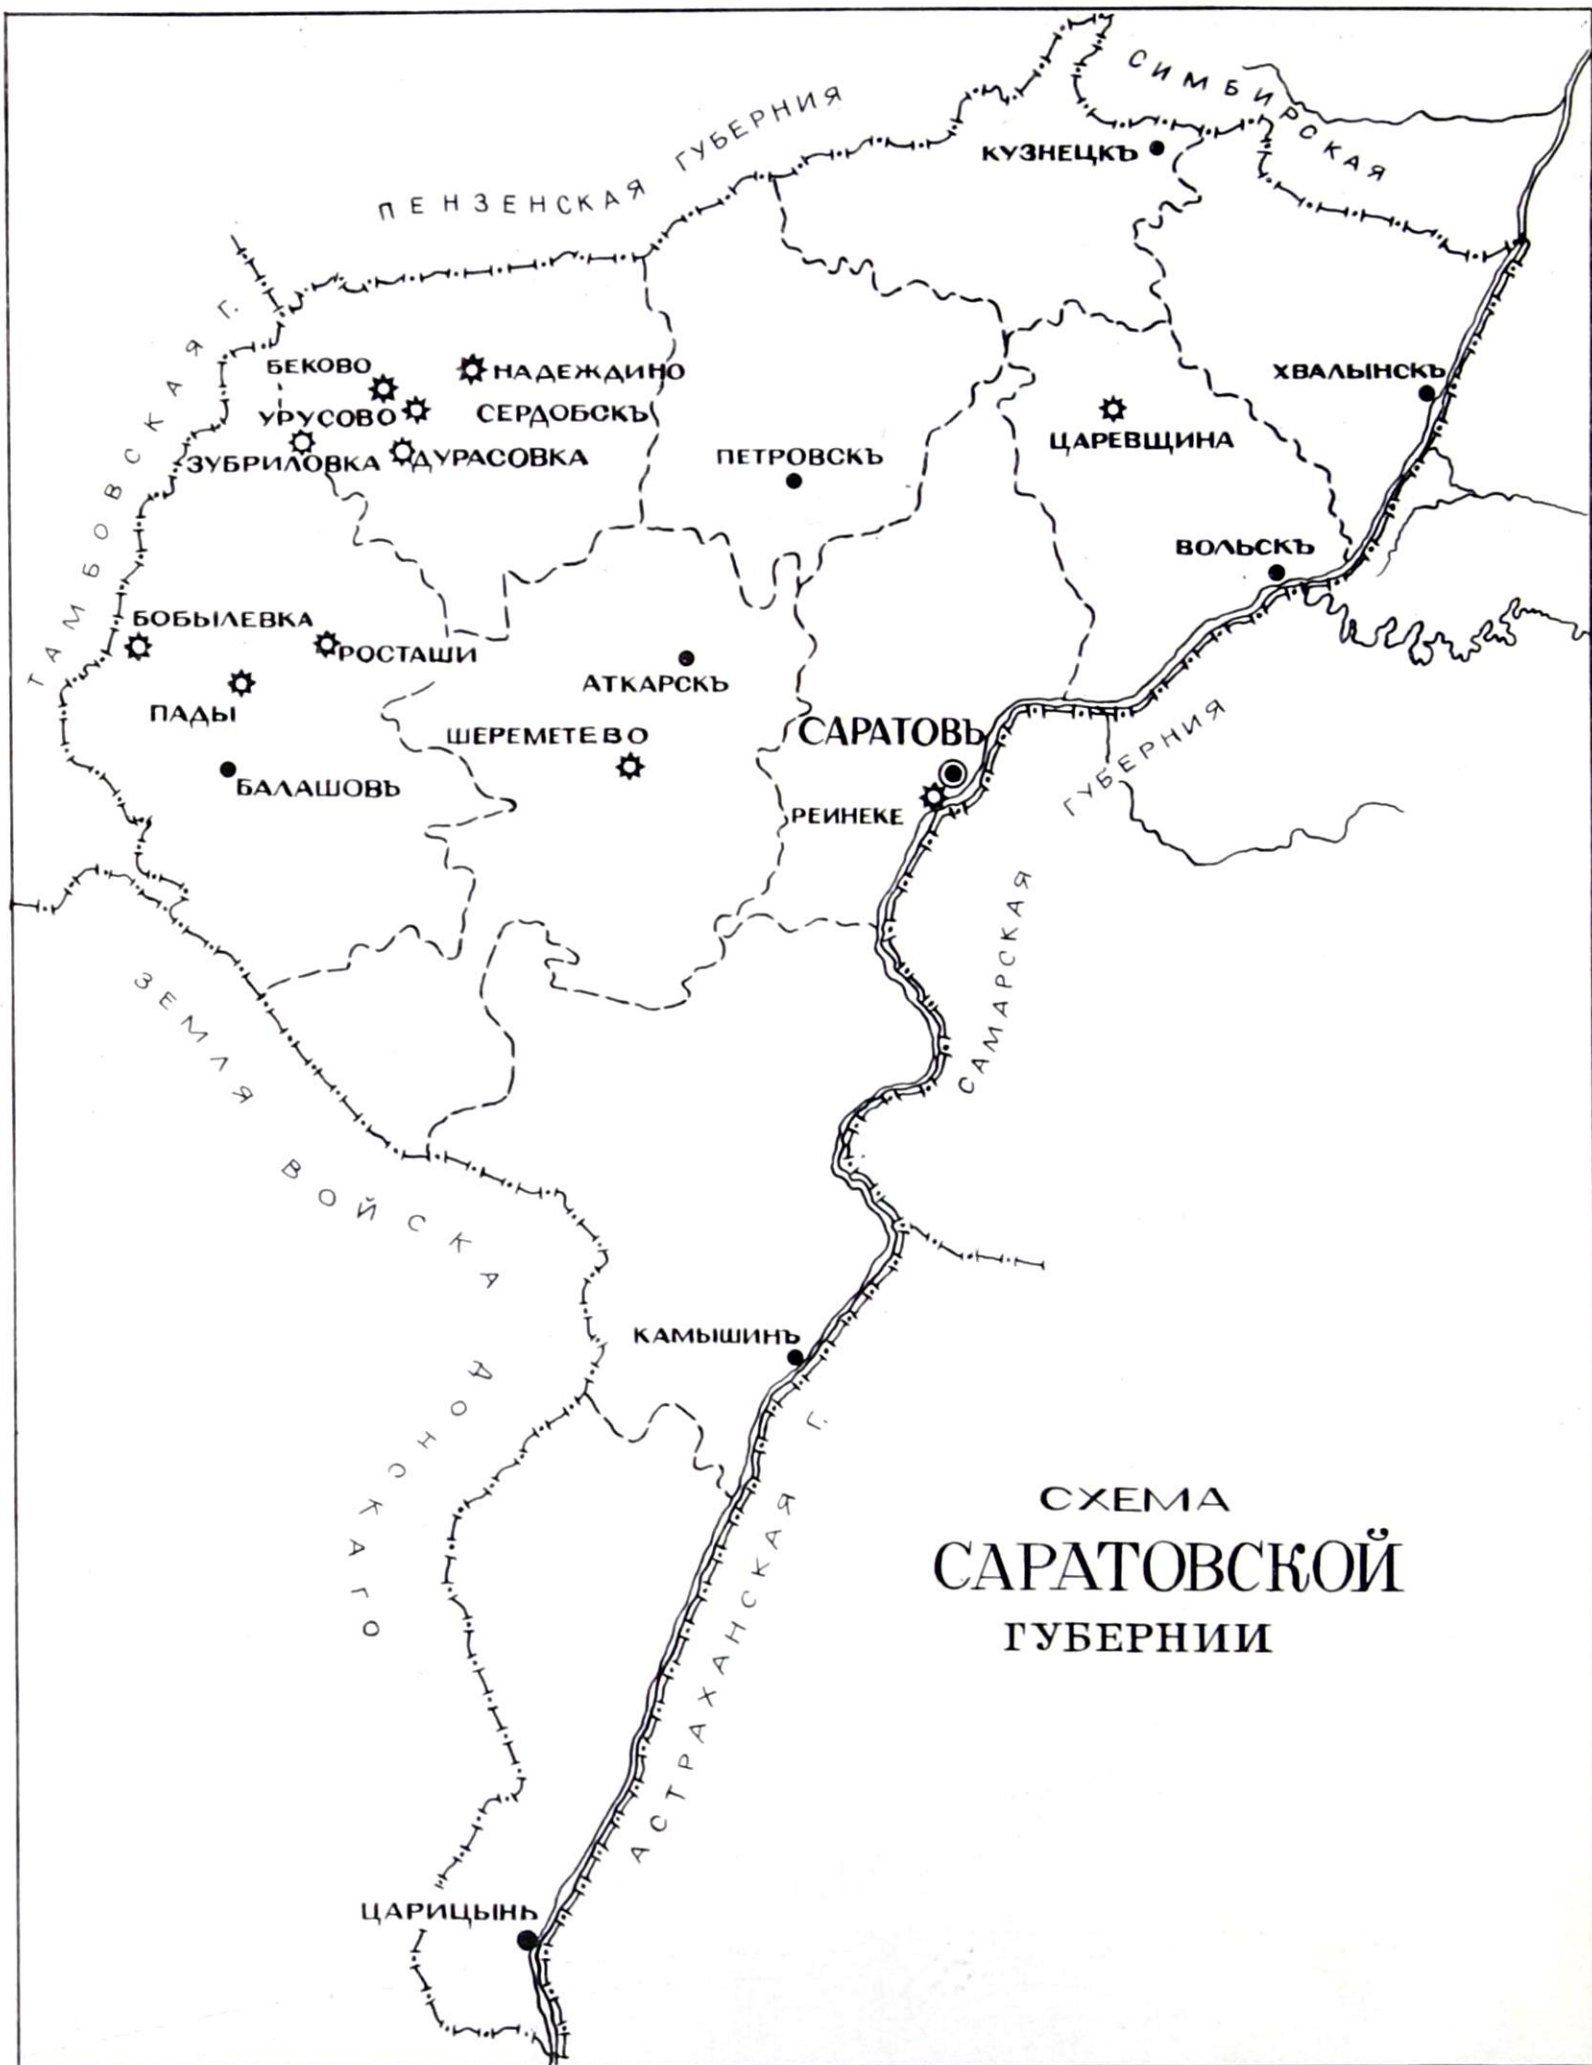 СИМБИРСКАЯ
ПЕНЗЕНСКАЯ ГУБЕРНИЯ
КУЗНЕЦКЪ
ТАМБОВСКАЯ Г.
БЕКОВО
НАДЕЖДИНО
ХВАЛЫНСКЪ
УРУСОВО
СЕРДОБСКЪ
ЦАРЕВЩИНА
ЗУБРИЛОВКА
ДУРАСОВКА
ПЕТРОВСКЪ
ВОЛЬСКЪ
БОБЫЛЕВКА
РОСТАШИ
АТКАРСКЪ
ПАДЫ
ШЕРЕМЕТЕВО
САРАТОВЪ
БАЛАШОВЪ
РЕИНЕКЕ
САМАРСКАЯ ГУБЕРНИЯ
ЗЕМЛЯ ВОЙСКА ДОНСКАГО
КАМЫШИНЪ
АСТРАХАНСКАЯ Г.
СХЕМА
САРАТОВСКОЙ
ГУБЕРНИИ
ЦАРИЦЫНЬ